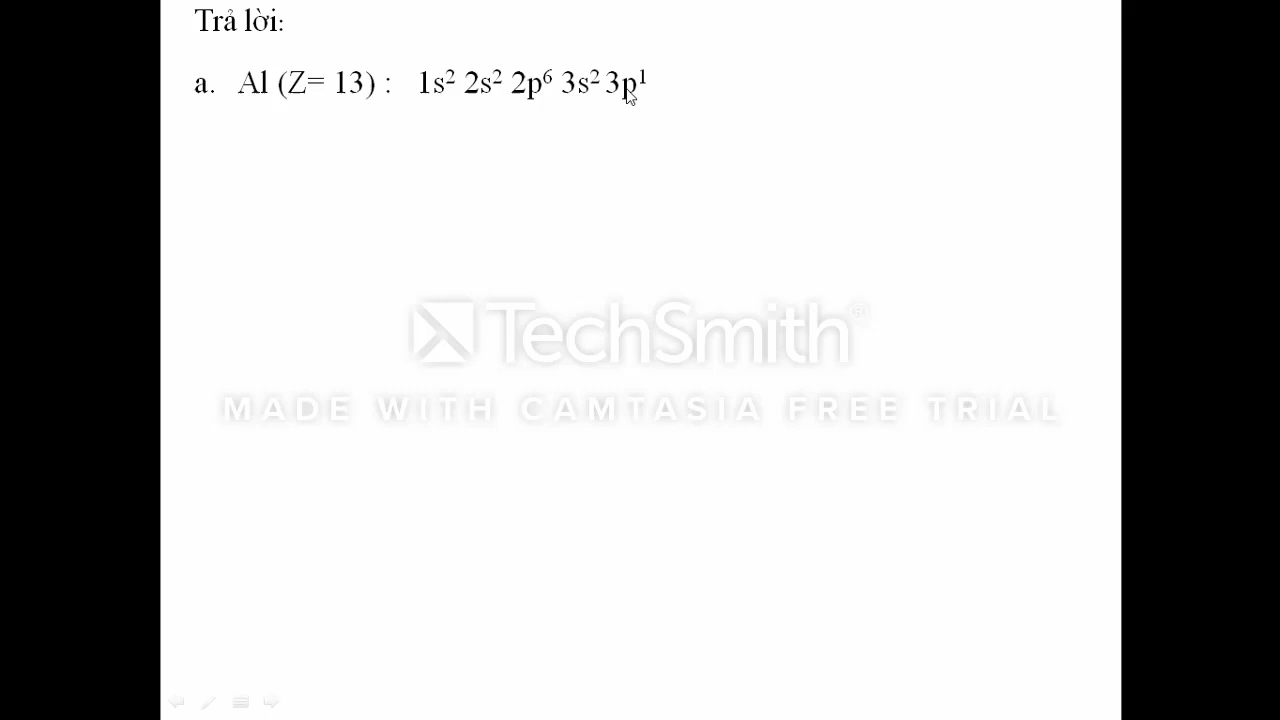 Trả lời:
a. Al (Z= 13) : 1s² 2s² 2p⁶ 3s² 3p¹
TechSmith®
MADE WITH CAMTASIA FREE TRIAL